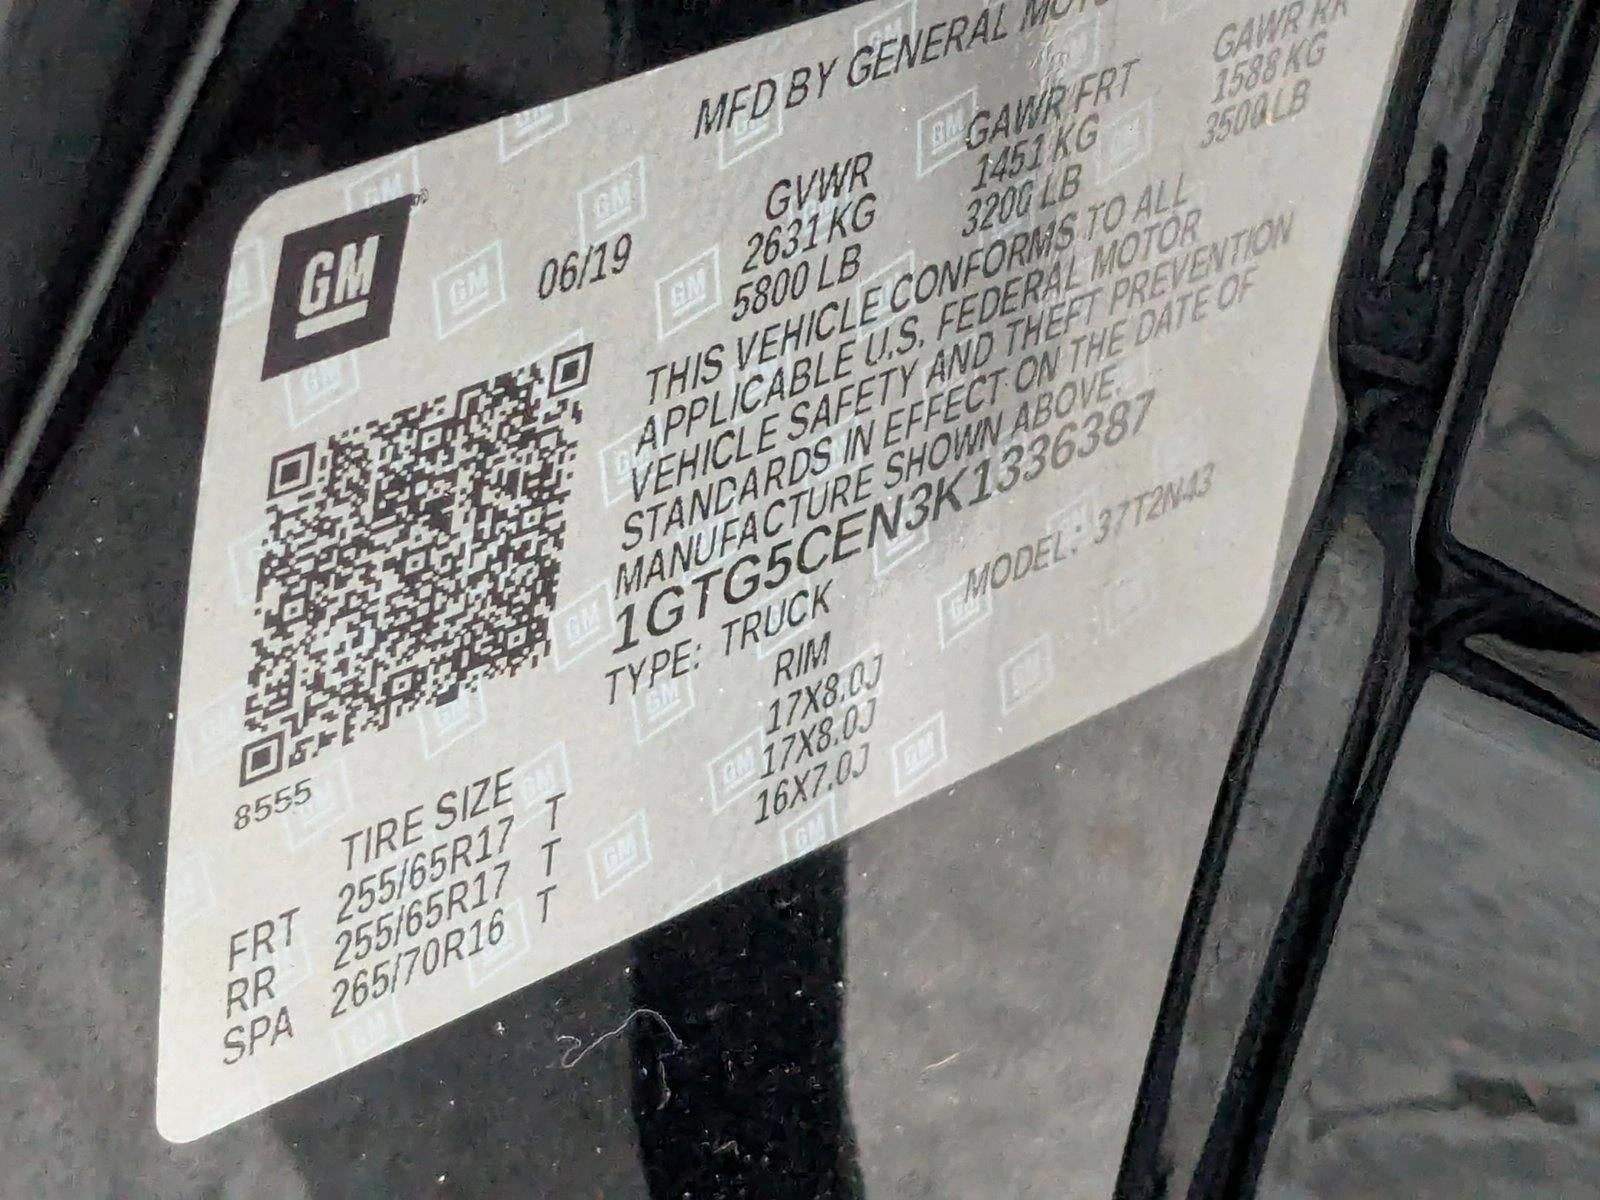 MFD BY GENERAL
GM
06/19
GVWR
2631 KG
5800 LB
GAWR FRT
1451 KG
3200 LB
GAWR RR
1588 KG
3500 LB
THIS VEHICLE CONFORMS TO ALL
APPLICABLE U.S. FEDERAL MOTOR
VEHICLE SAFETY AND THEFT PREVENTION
STANDARDS IN EFFECT ON THE DATE OF
MANUFACTURE SHOWN ABOVE.
1GTG5CEN3K1336387
TYPE: TRUCK MODEL: 37T2N43
8555
TIRE SIZE RIM
FRT 255/65R17 T 17X8.0J
RR 255/65R17 T 17X8.0J
SPA 265/70R16 T 16X7.0J